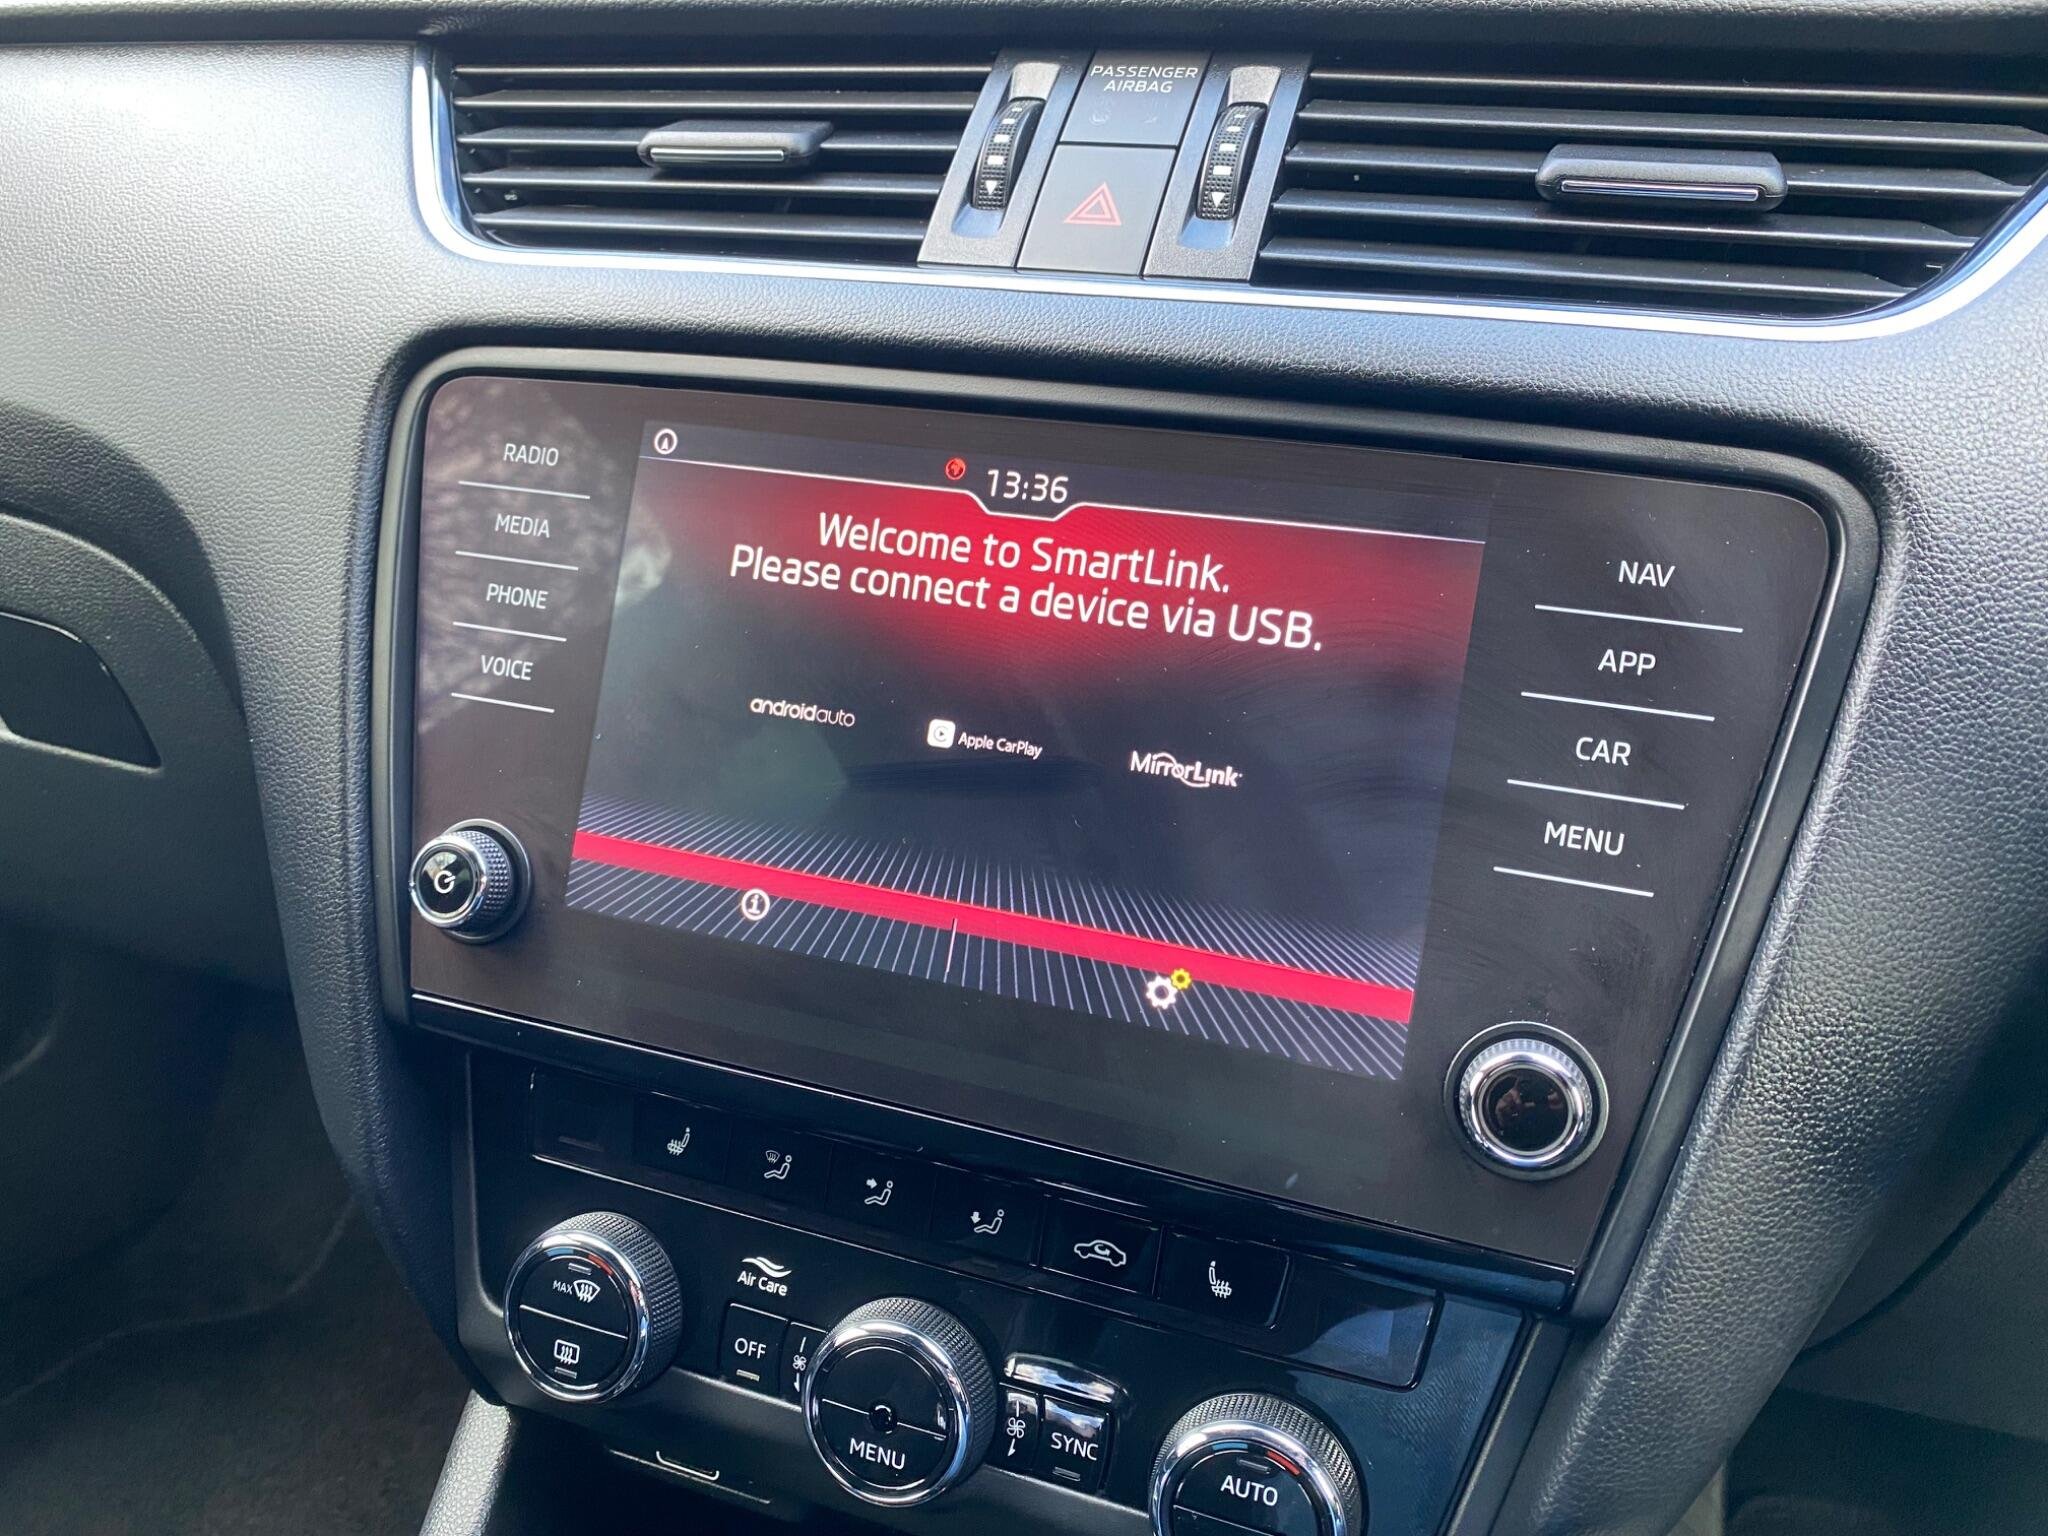 PASSENGER
AIRBAG
RADIO
MEDIA
PHONE
VOICE
13:36
Welcome to SmartLink.
Please connect a device via USB.
androidauto
Apple CarPlay
MirrorLink
NAV
APP
CAR
MENU
MAX
Air Care
OFF
MENU
SYNC
AUTO